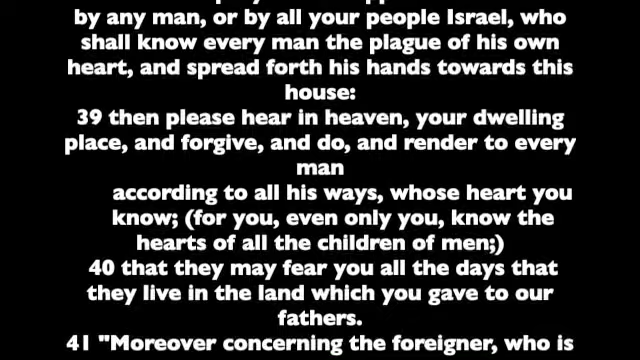 by any man, or by all your people Israel, who
shall know every man the plague of his own
heart, and spread forth his hands towards this
house:
39 then please hear in heaven, your dwelling
place, and forgive, and do, and render to every
man
according to all his ways, whose heart you
know; (for you, even only you, know the
hearts of all the children of men;)
40 that they may fear you all the days that
they live in the land which you gave to our
fathers.
41 "Moreover concerning the foreigner, who is